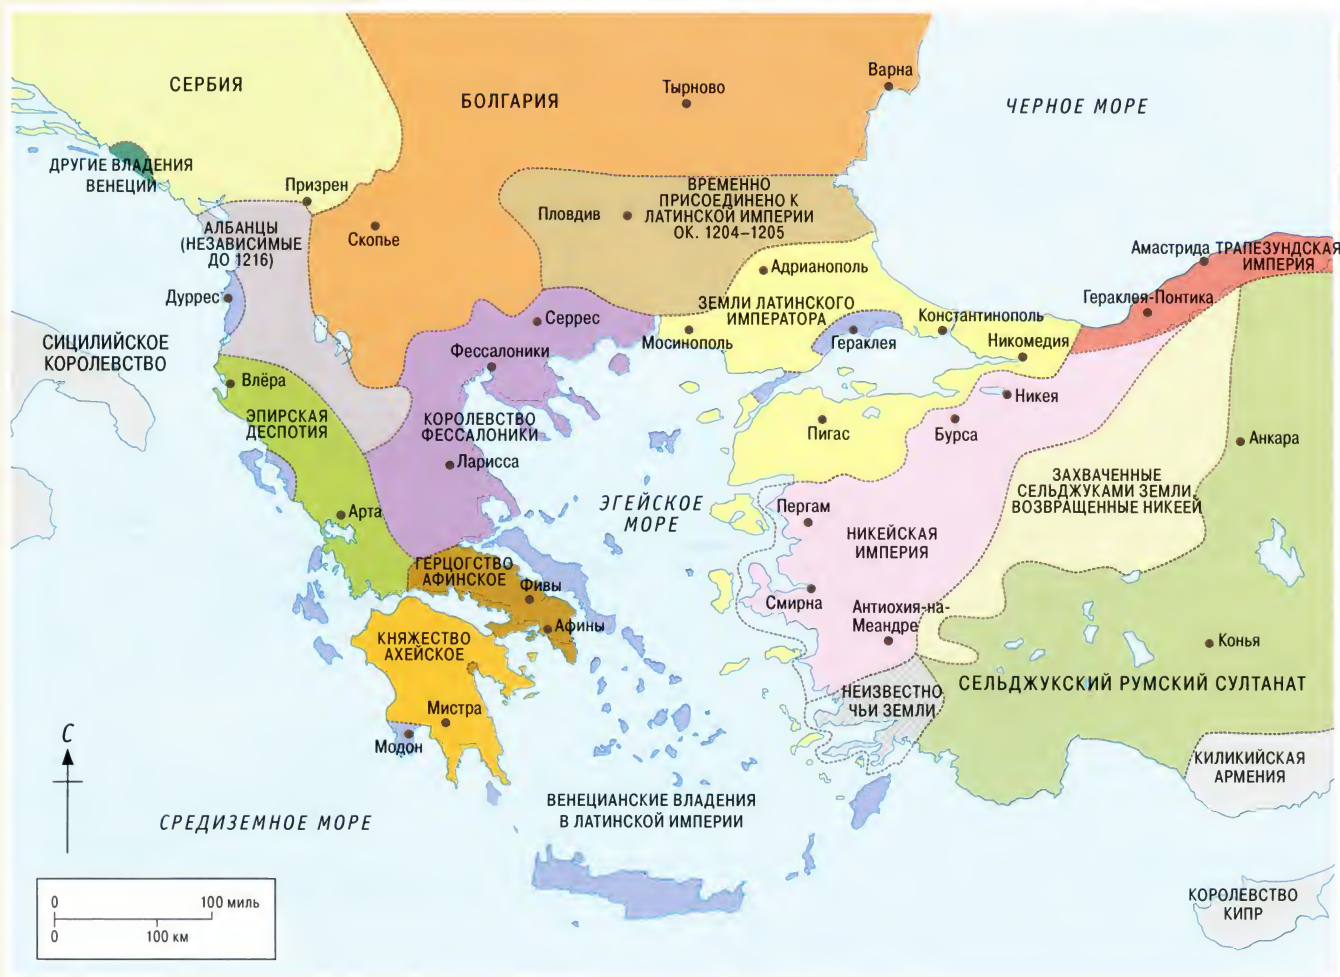 СЕРБИЯ
БОЛГАРИЯ
Тырново
Варна
ЧЕРНОЕ МОРЕ
ДРУГИЕ ВЛАДЕНИЯ
ВЕНЕЦИИ
Призрен
ВРЕМЕННО
ПРИСОЕДИНЕНО К
ЛАТИНСКОЙ ИМПЕРИИ
ОК. 1204–1205
Пловдив
АЛБАНЦЫ
(НЕЗАВИСИМЫЕ
ДО 1216)
Скопье
Амастрида
ТРАПЕЗУНДСКАЯ
ИМПЕРИЯ
Адрианополь
Дуррес
ЗЕМЛИ ЛАТИНСКОГО
ИМПЕРАТОРА
Гераклея-Понтика
Серрес
Константинополь
Мосинополь
Гераклея
Никомедия
СИЦИЛИЙСКОЕ
КОРОЛЕВСТВО
Фессалоники
Влёра
Никея
ЭПИРСКАЯ
ДЕСПОТИЯ
КОРОЛЕВСТВО
ФЕССАЛОНИКИ
Пигас
Бурса
Анкара
Ларисса
ЗАХВАЧЕННЫЕ
СЕЛЬДЖУКАМИ ЗЕМЛИ,
ВОЗВРАЩЕННЫЕ НИКЕЕЙ
ЭГЕЙСКОЕ
МОРЕ
Арта
Пергам
НИКЕЙСКАЯ
ИМПЕРИЯ
ГЕРЦОГСТВО
АФИНСКОЕ
Фивы
Смирна
Антиохия-на-
Меандре
Афины
КНЯЖЕСТВО
АХЕЙСКОЕ
Конья
СЕЛЬДЖУКСКИЙ РУМСКИЙ СУЛТАНАТ
НЕИЗВЕСТНО
ЧЬИ ЗЕМЛИ
Мистра
Модон
С
КИЛИКИЙСКАЯ
АРМЕНИЯ
ВЕНЕЦИАНСКИЕ ВЛАДЕНИЯ
В ЛАТИНСКОЙ ИМПЕРИИ
СРЕДИЗЕМНОЕ МОРЕ
КОРОЛЕВСТВО
КИПР
0 100 миль
0 100 км